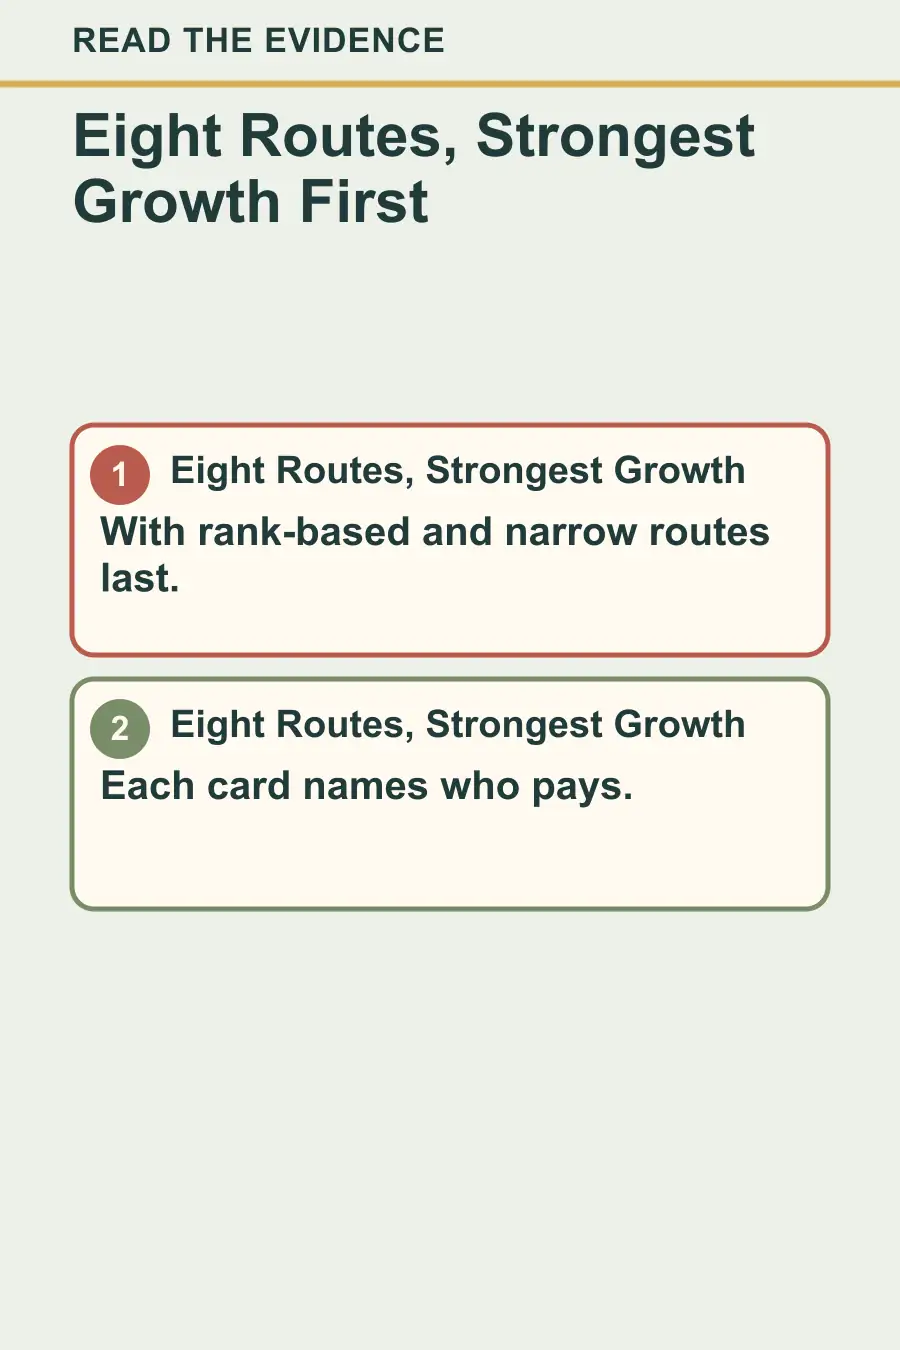 READ THE EVIDENCE
Eight Routes, Strongest
Growth First
1
Eight Routes, Strongest Growth
With rank-based and narrow routes
last.
2
Eight Routes, Strongest Growth
Each card names who pays.